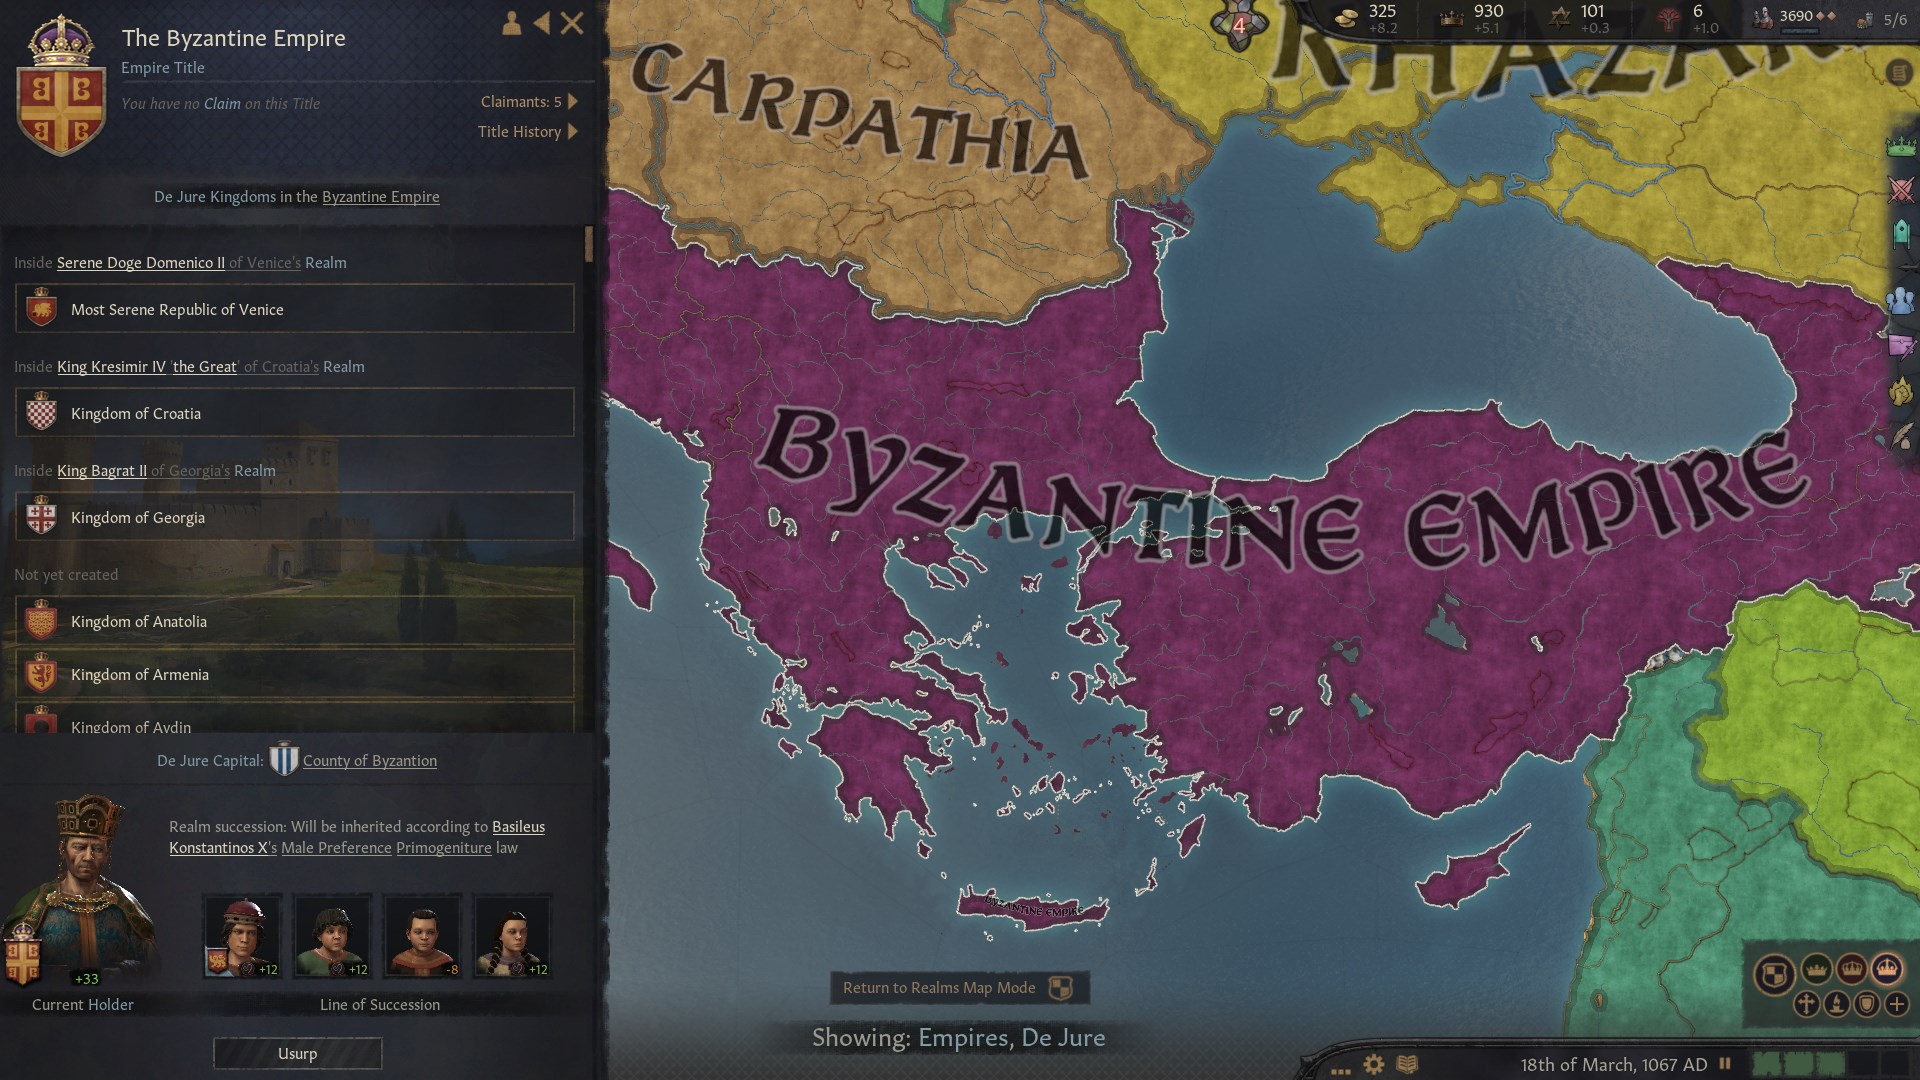 The Byzantine Empire
Empire Title
You have no Claim on this Title
Claimants: 5
Title History
De Jure Kingdoms in the Byzantine Empire
Inside Serene Doge Domenico II of Venice's Realm
Most Serene Republic of Venice
Inside King Kresimir IV 'the Great' of Croatia's Realm
Kingdom of Croatia
Inside King Bagrat II of Georgia's Realm
Kingdom of Georgia
Not yet created
Kingdom of Anatolia
Kingdom of Armenia
Kingdom of Aydin
De Jure Capital: County of Byzantion
Realm succession: Will be inherited according to Basileus
Konstantinos X's Male Preference Primogeniture law
+33
+12
+12
-8
+12
Current Holder
Line of Succession
Usurp
4
325
+8.2
930
+5.1
101
+0.3
6
+1.0
3690
5/6
CARPATHIA
BYZANTINE EMPIRE
BYZANTINE EMPIRE
Return to Realms Map Mode
Showing: Empires, De Jure
18th of March, 1067 AD